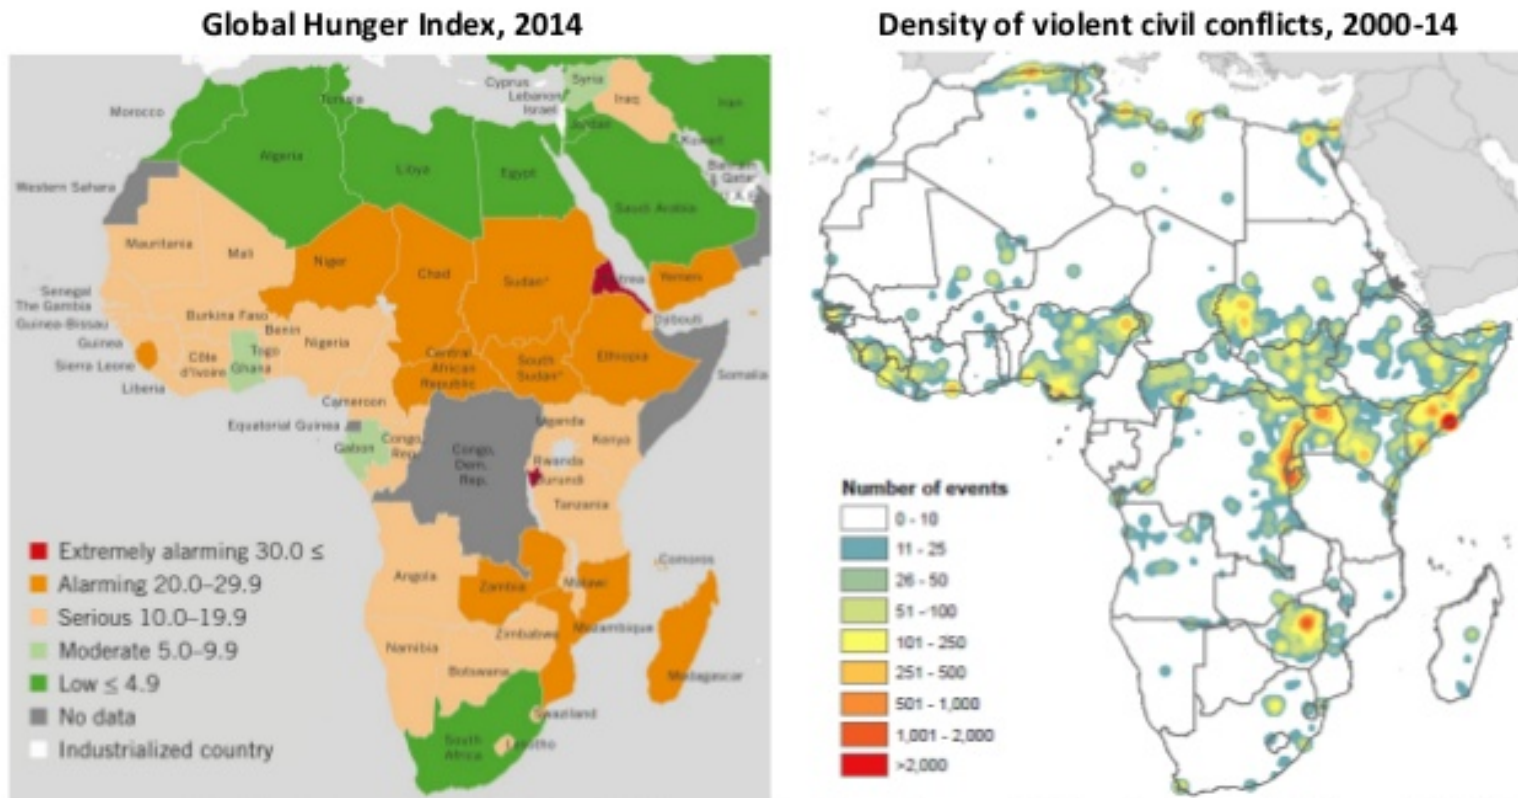 Global Hunger Index, 2014
Cyprus
Syria
Lebanon
Israel
Iraq
Iran
Tunisia
Morocco
Jordan
Kuwait
Bahrain
Algeria
Libya
Egypt
& Qatar
U.A.E.
Western Sahara
Saudi Arabia
Mauritania
Mali
Niger
Chad
Sudan*
Eritrea
Yemen
Senegal
The Gambia
Guinea-Bissau
Burkina Faso
Djibouti
Guinea
Benin
Nigeria
Sierra Leone
Côte
d'Ivoire
Togo
Ghana
Central
African
Republic
South
Sudan*
Ethiopia
Somalia
Liberia
Cameroon
Equatorial Guinea
Uganda
Kenya
Gabon
Congo,
Rep.
Congo,
Dem.
Rep.
Rwanda
Burundi
Tanzania
Comoros
Angola
Zambia
Malawi
Mozambique
Zimbabwe
Namibia
Botswana
Madagascar
Swaziland
South
Africa
Lesotho
Extremely alarming 30.0 ≤
Alarming 20.0–29.9
Serious 10.0–19.9
Moderate 5.0–9.9
Low ≤ 4.9
No data
Industrialized country
Density of violent civil conflicts, 2000-14
Number of events
0 - 10
11 - 25
26 - 50
51 - 100
101 - 250
251 - 500
501 - 1,000
1,001 - 2,000
>2,000